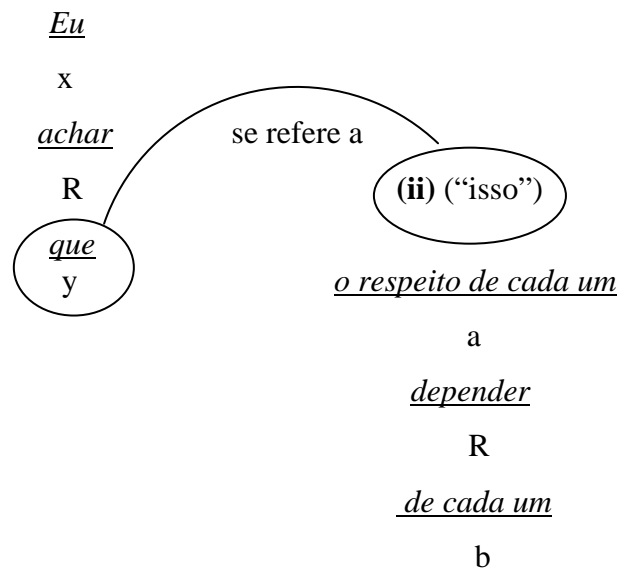 Eu
x
achar
R
que
y
se refere a
(ii) (“isso”)
o respeito de cada um
a
depender
R
de cada um
b